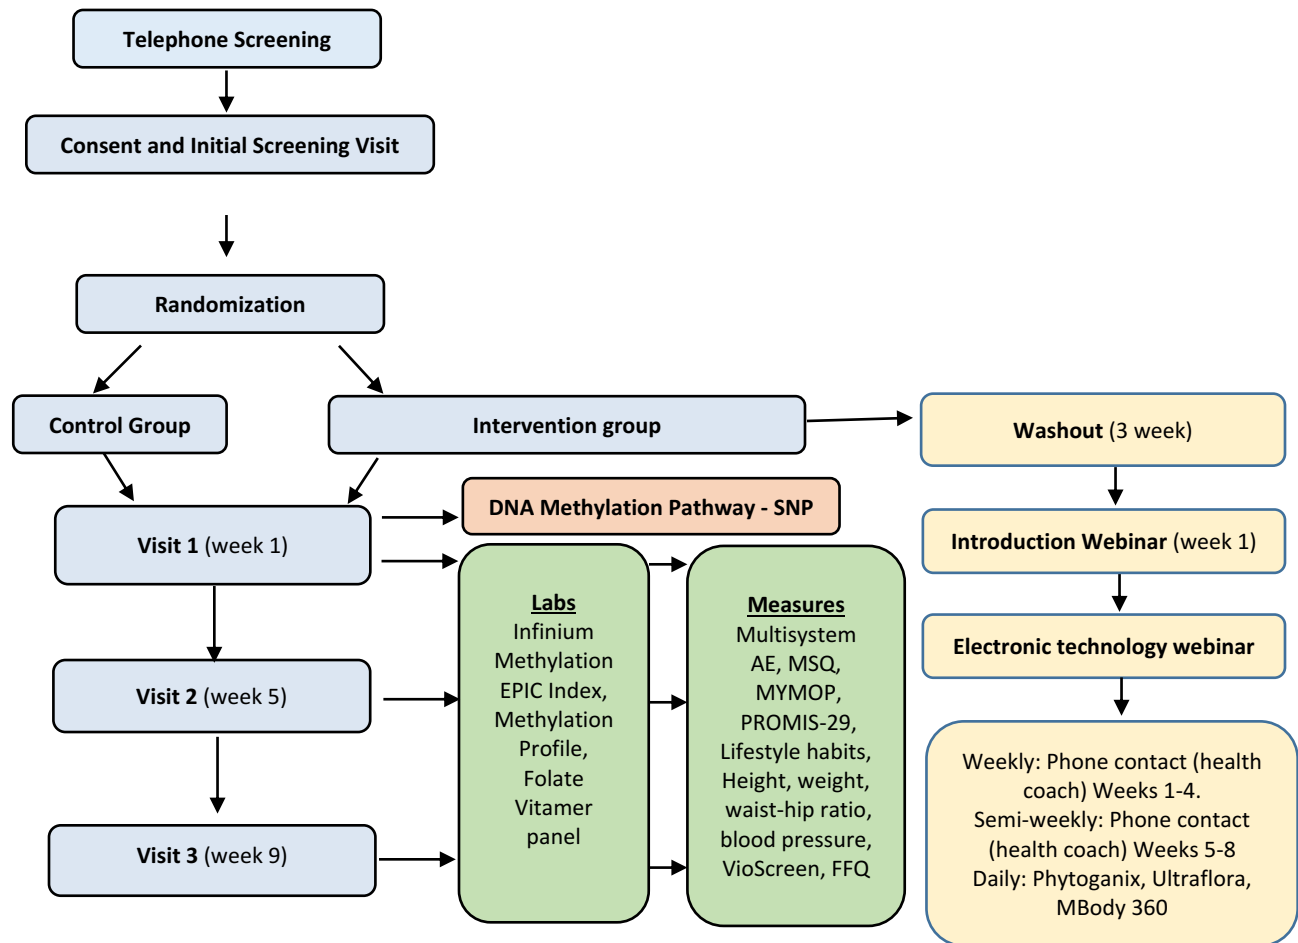 Telephone Screening
Consent and Initial Screening Visit
Randomization
Control Group
Intervention group
Washout (3 week)
DNA Methylation Pathway - SNP
Visit 1 (week 1)
Introduction Webinar (week 1)
Labs
Infinium
Methylation
EPIC Index,
Methylation
Profile,
Folate
Vitamer
panel
Measures
Multisystem
AE, MSQ,
MYMOP,
PROMIS-29,
Lifestyle habits,
Height, weight,
waist-hip ratio,
blood pressure,
VioScreen, FFQ
Electronic technology webinar
Visit 2 (week 5)
Visit 3 (week 9)
Weekly: Phone contact (health
coach) Weeks 1-4.
Semi-weekly: Phone contact
(health coach) Weeks 5-8
Daily: Phytoganix, Ultraflora,
MBody 360